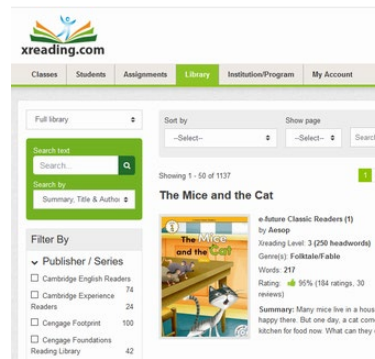 xreading.com
Classes Students Assignments Library Institution/Program My Account
Full library
Search text
Search...
Search by
Summary, Title & Autho
Filter By
Publisher / Series
Cambridge English Readers
74
Cambridge Experience
Readers 24
Cengage Footprint 100
Cengage Foundations
Reading Library 42
Sort by Show page
--Select-- --Select-- Searc
Showing 1 - 50 of 1137 1
The Mice and the Cat
The Mice
and the Cat
e-future Classic Readers (1)
by Aesop
Xreading Level: 3 (250 headwords)
Genre(s): Folktale/Fable
Words: 217
Rating: 95% (184 ratings, 30
reviews)
Summary: Many mice live in a hous
happy there. But one day, a cat come
kitchen for food now. What can they